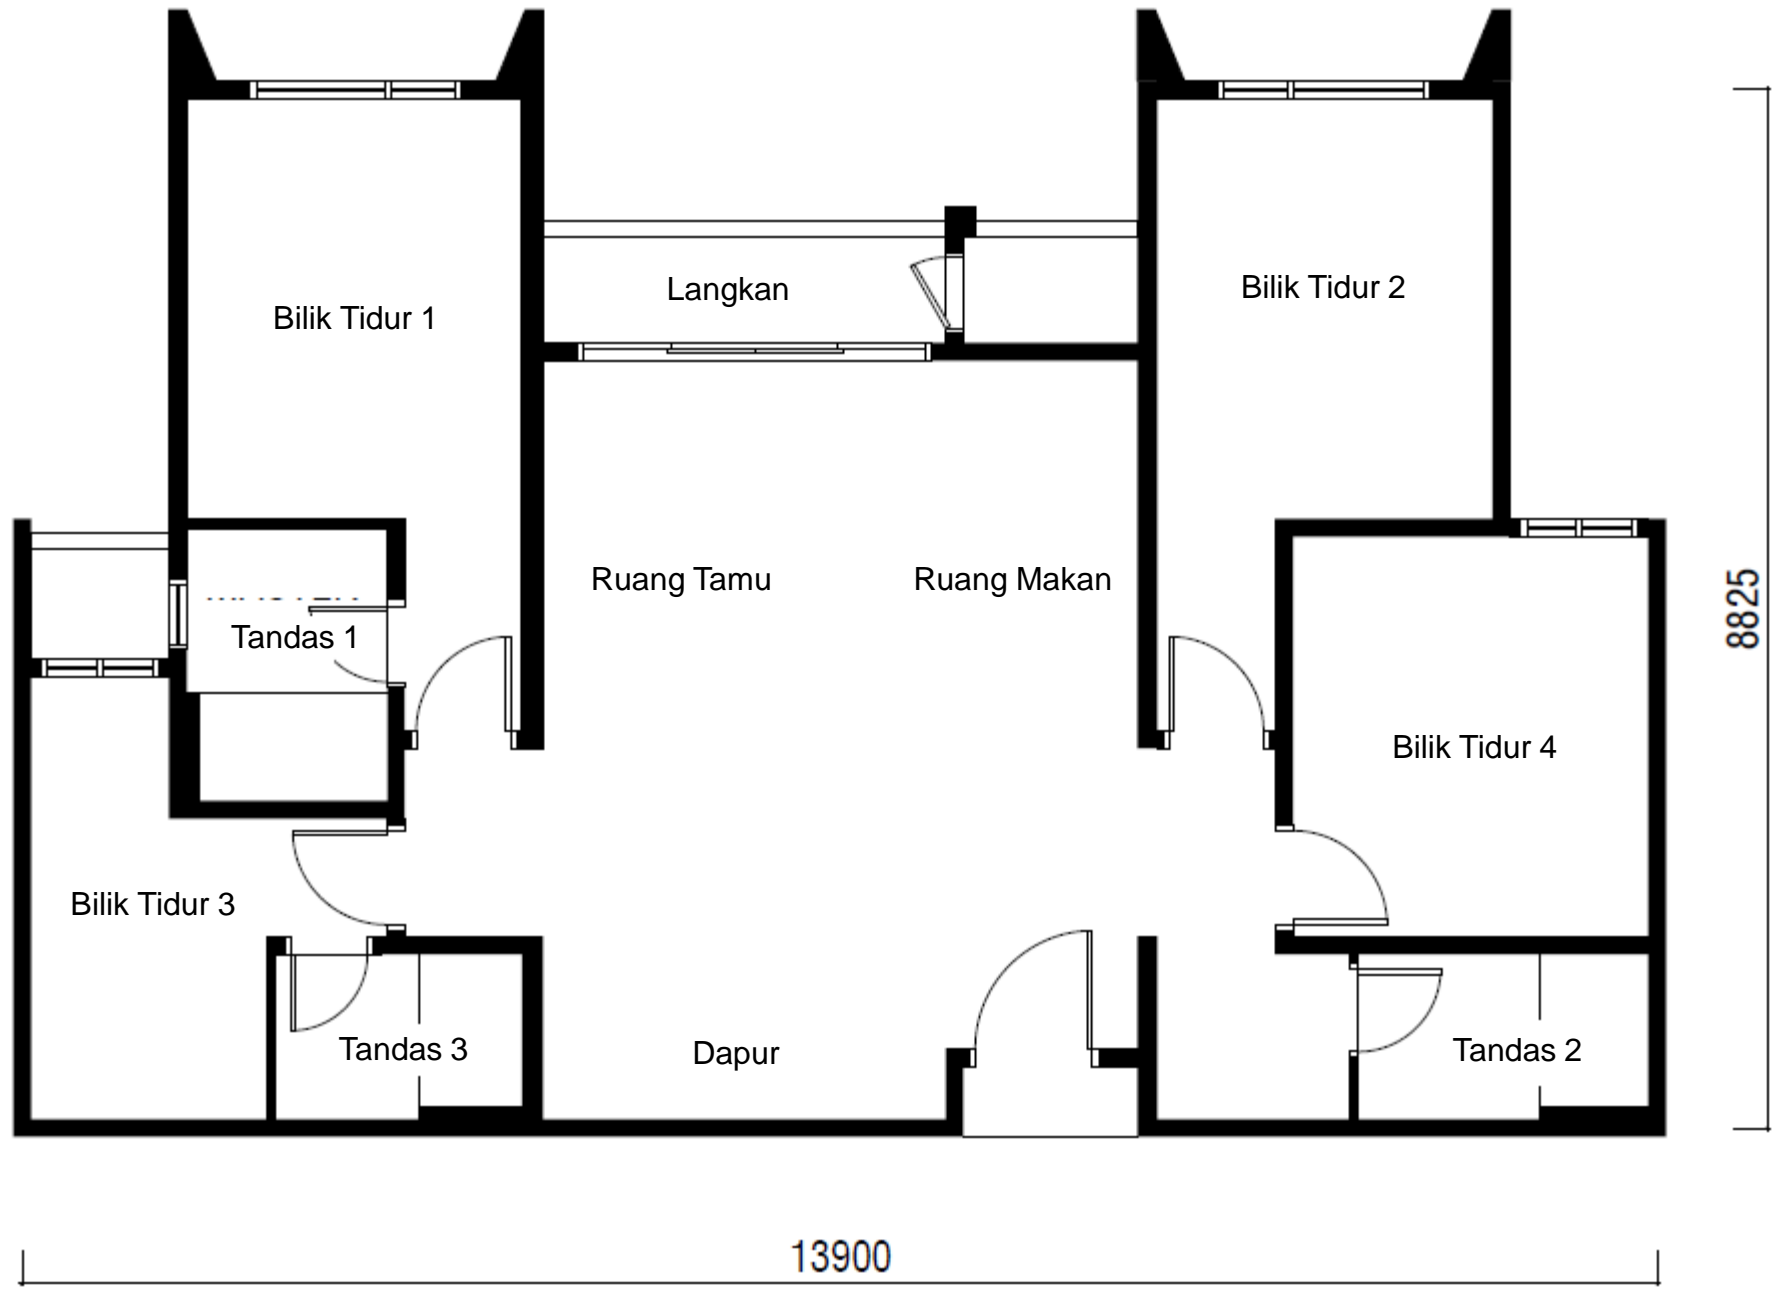 Langkan
Bilik Tidur 2
Bilik Tidur 1
Ruang Tamu
Ruang Makan
8825
Tandas 1
Bilik Tidur 4
Bilik Tidur 3
Tandas 3
Dapur
Tandas 2
13900